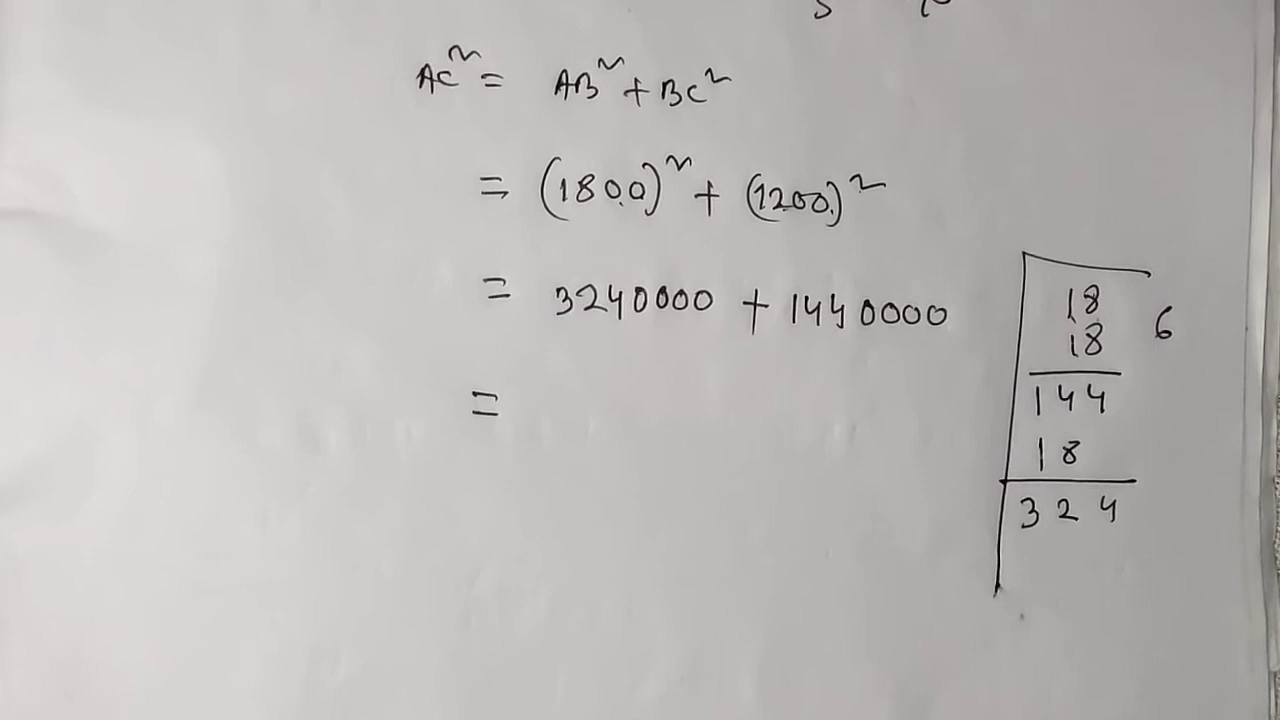 AC² = AB² + BC²
= (1800)² + (1200)²
= 3240000 + 1440000
=
18
18 6
144
18
324